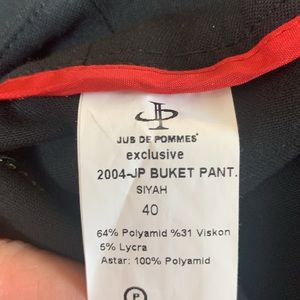 JUS DE POMMES
exclusive
2004-JP BUKET PANT.
SIYAH
40
64% Polyamid %31 Viskon
5% Lycra
Astar: 100% Polyamid
P